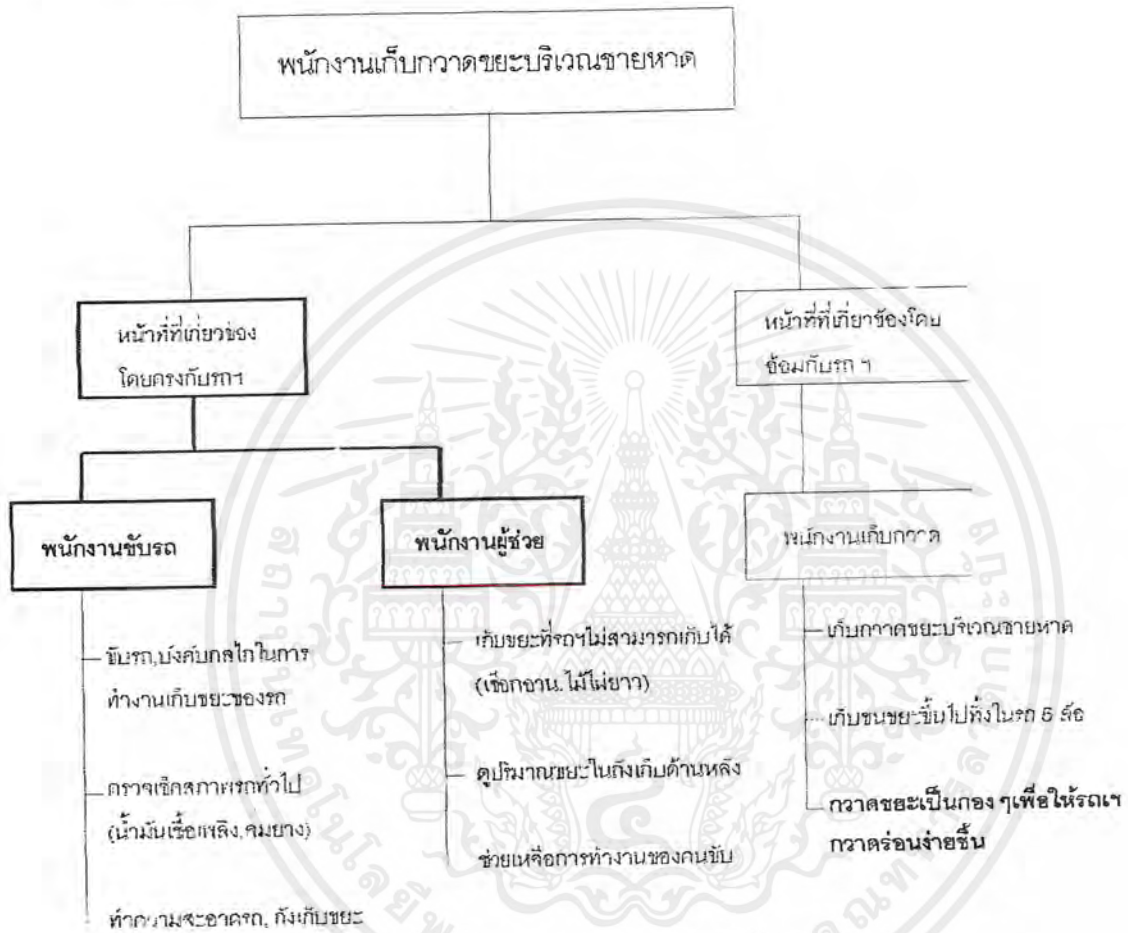 พนักงานเก็บกวาดขยะบริเวณชายหาด
หน้าที่ที่เกี่ยวข้อง
โดยตรงกับรถฯ
หน้าที่ที่เกี่ยวข้องโดย
อ้อมกับรถ ฯ
พนักงานขับรถ
พนักงานผู้ช่วย
พนักงานเก็บกวาด
ขับรถ,บังคับกลไกในการ
ทำงานเก็บขยะของรถ
ตรวจเช็คสภาพรถทั่วไป
(น้ำมันเชื้อเพลิง,ลมยาง)
ทำความสะอาดรถ, ถังเก็บขยะ
เก็บขยะที่รถฯไม่สามารถเก็บได้
(เชือกอวน,ไม้ไผ่ยาว)
ดูปริมาณขยะในถังเก็บด้านหลัง
ช่วยเหลือการทำงานของคนขับ
เก็บกวาดขยะบริเวณชายหาด
เก็บขนขยะขึ้นไปทิ้งในรถ 6 ล้อ
กวาดขยะเป็นกอง ๆเพื่อให้รถฯ
กวาดร่อนง่ายขึ้น